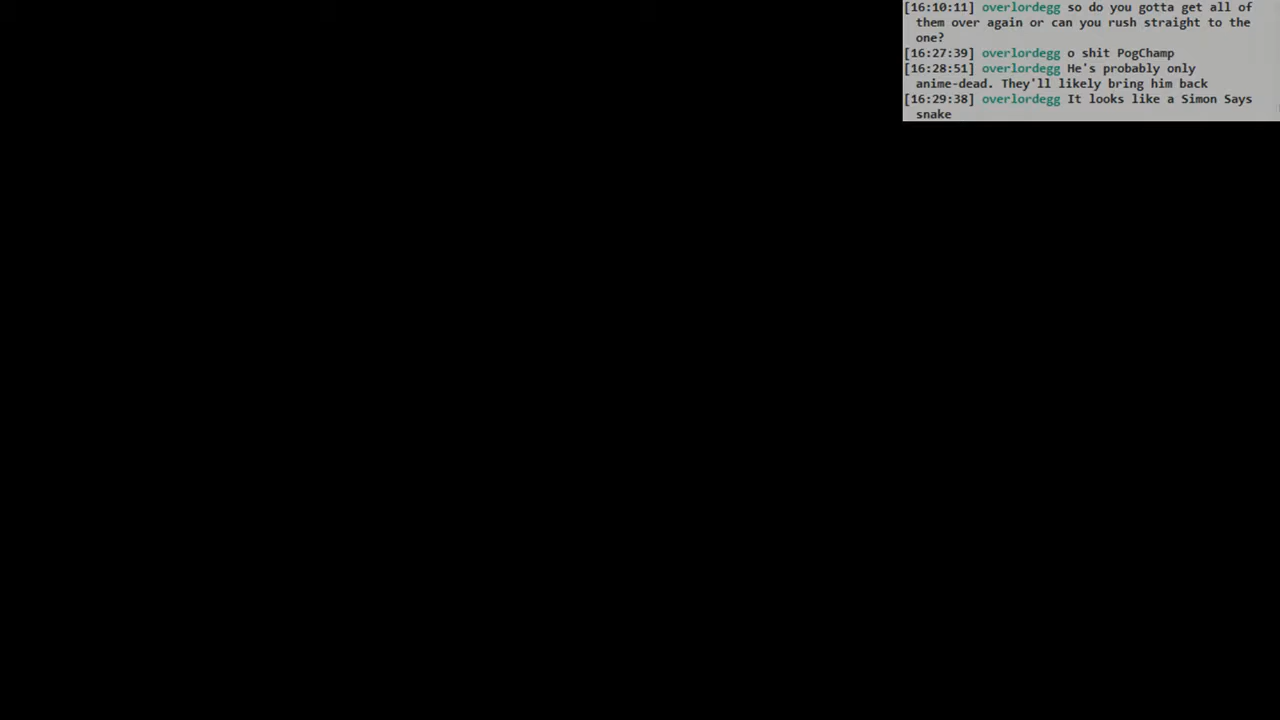 [16:10:11] overlordegg so do you gotta get all of
them over again or can you rush straight to the
one?
[16:27:39] overlordegg o shit PogChamp
[16:28:51] overlordegg He's probably only
anime-dead. They'll likely bring him back
[16:29:38] overlordegg It looks like a Simon Says
snake